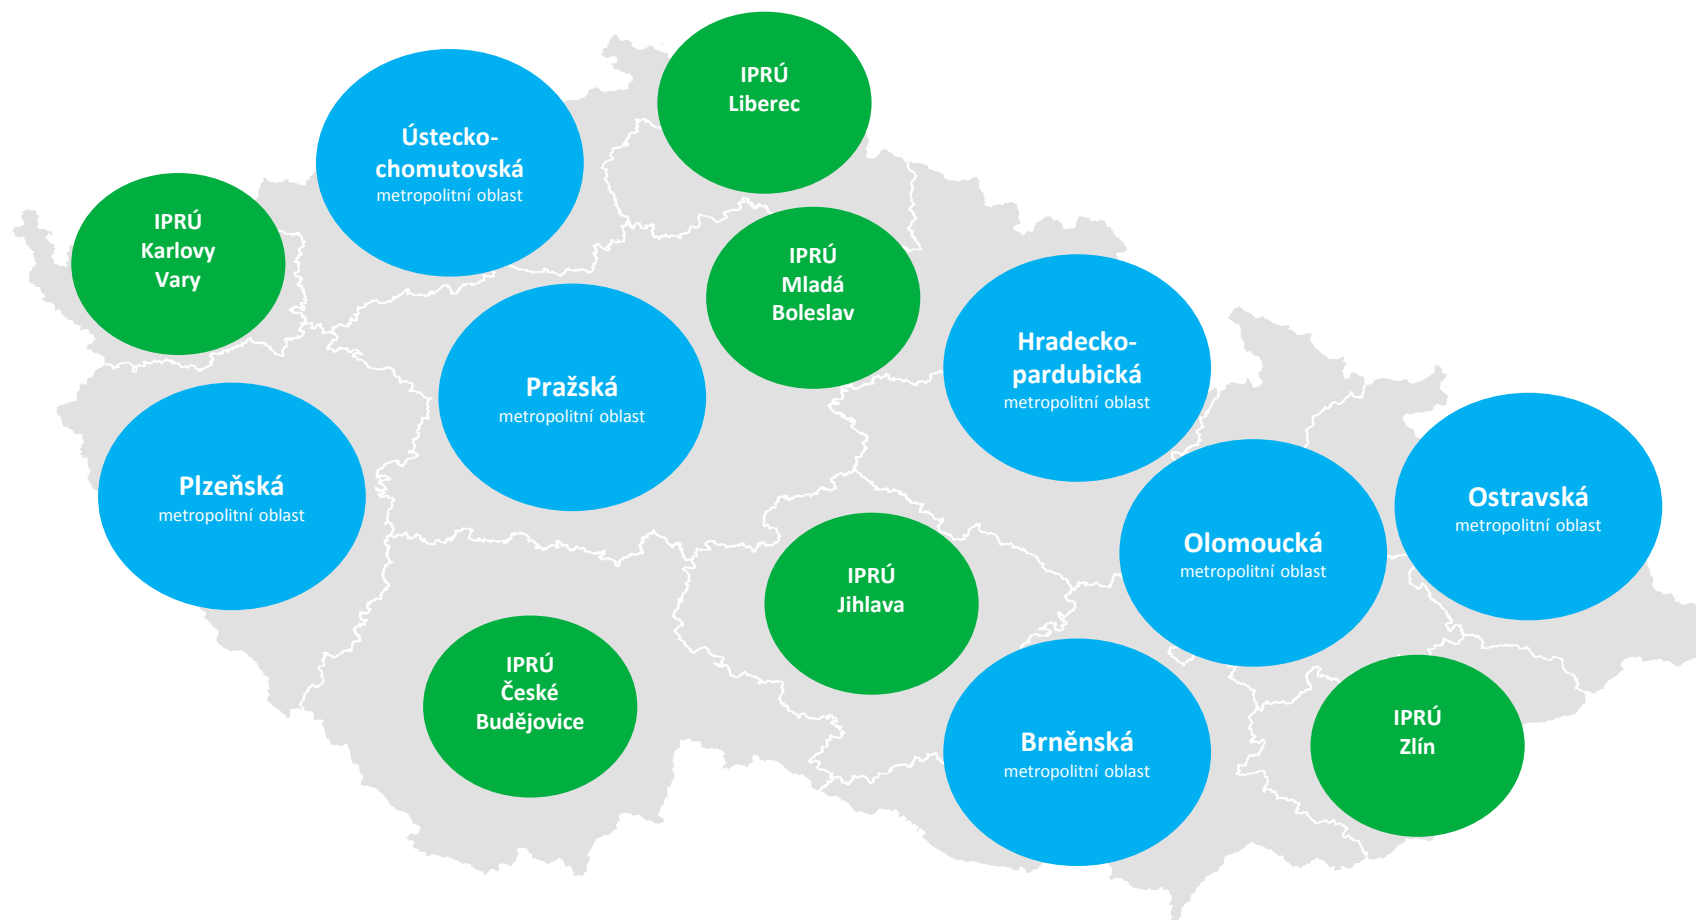 IPRÚ
Liberec
Ústecko-
chomutovská
metropolitní oblast
IPRÚ
Karlovy
Vary
IPRÚ
Mladá
Boleslav
Hradecko-
pardubická
metropolitní oblast
Pražská
metropolitní oblast
Plzeňská
metropolitní oblast
Ostravská
metropolitní oblast
Olomoucká
metropolitní oblast
IPRÚ
Jihlava
IPRÚ
České
Budějovice
Brněnská
metropolitní oblast
IPRÚ
Zlín